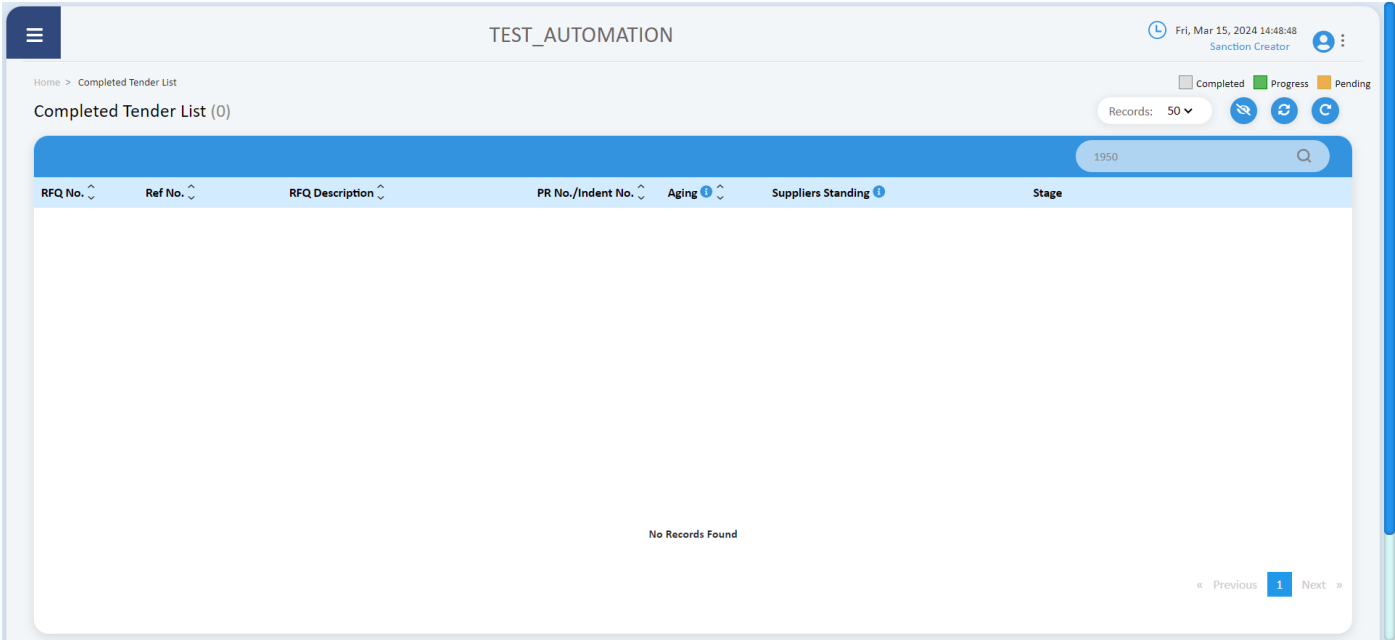 TEST_AUTOMATION
Fri, Mar 15, 2024 14:48:48
Sanction Creator
Home > Completed Tender List
Completed Progress Pending
Completed Tender List (0)
Records: 50
1950
RFQ No. Ref No. RFQ Description PR No./Indent No. Aging Suppliers Standing Stage
No Records Found
« Previous 1 Next »